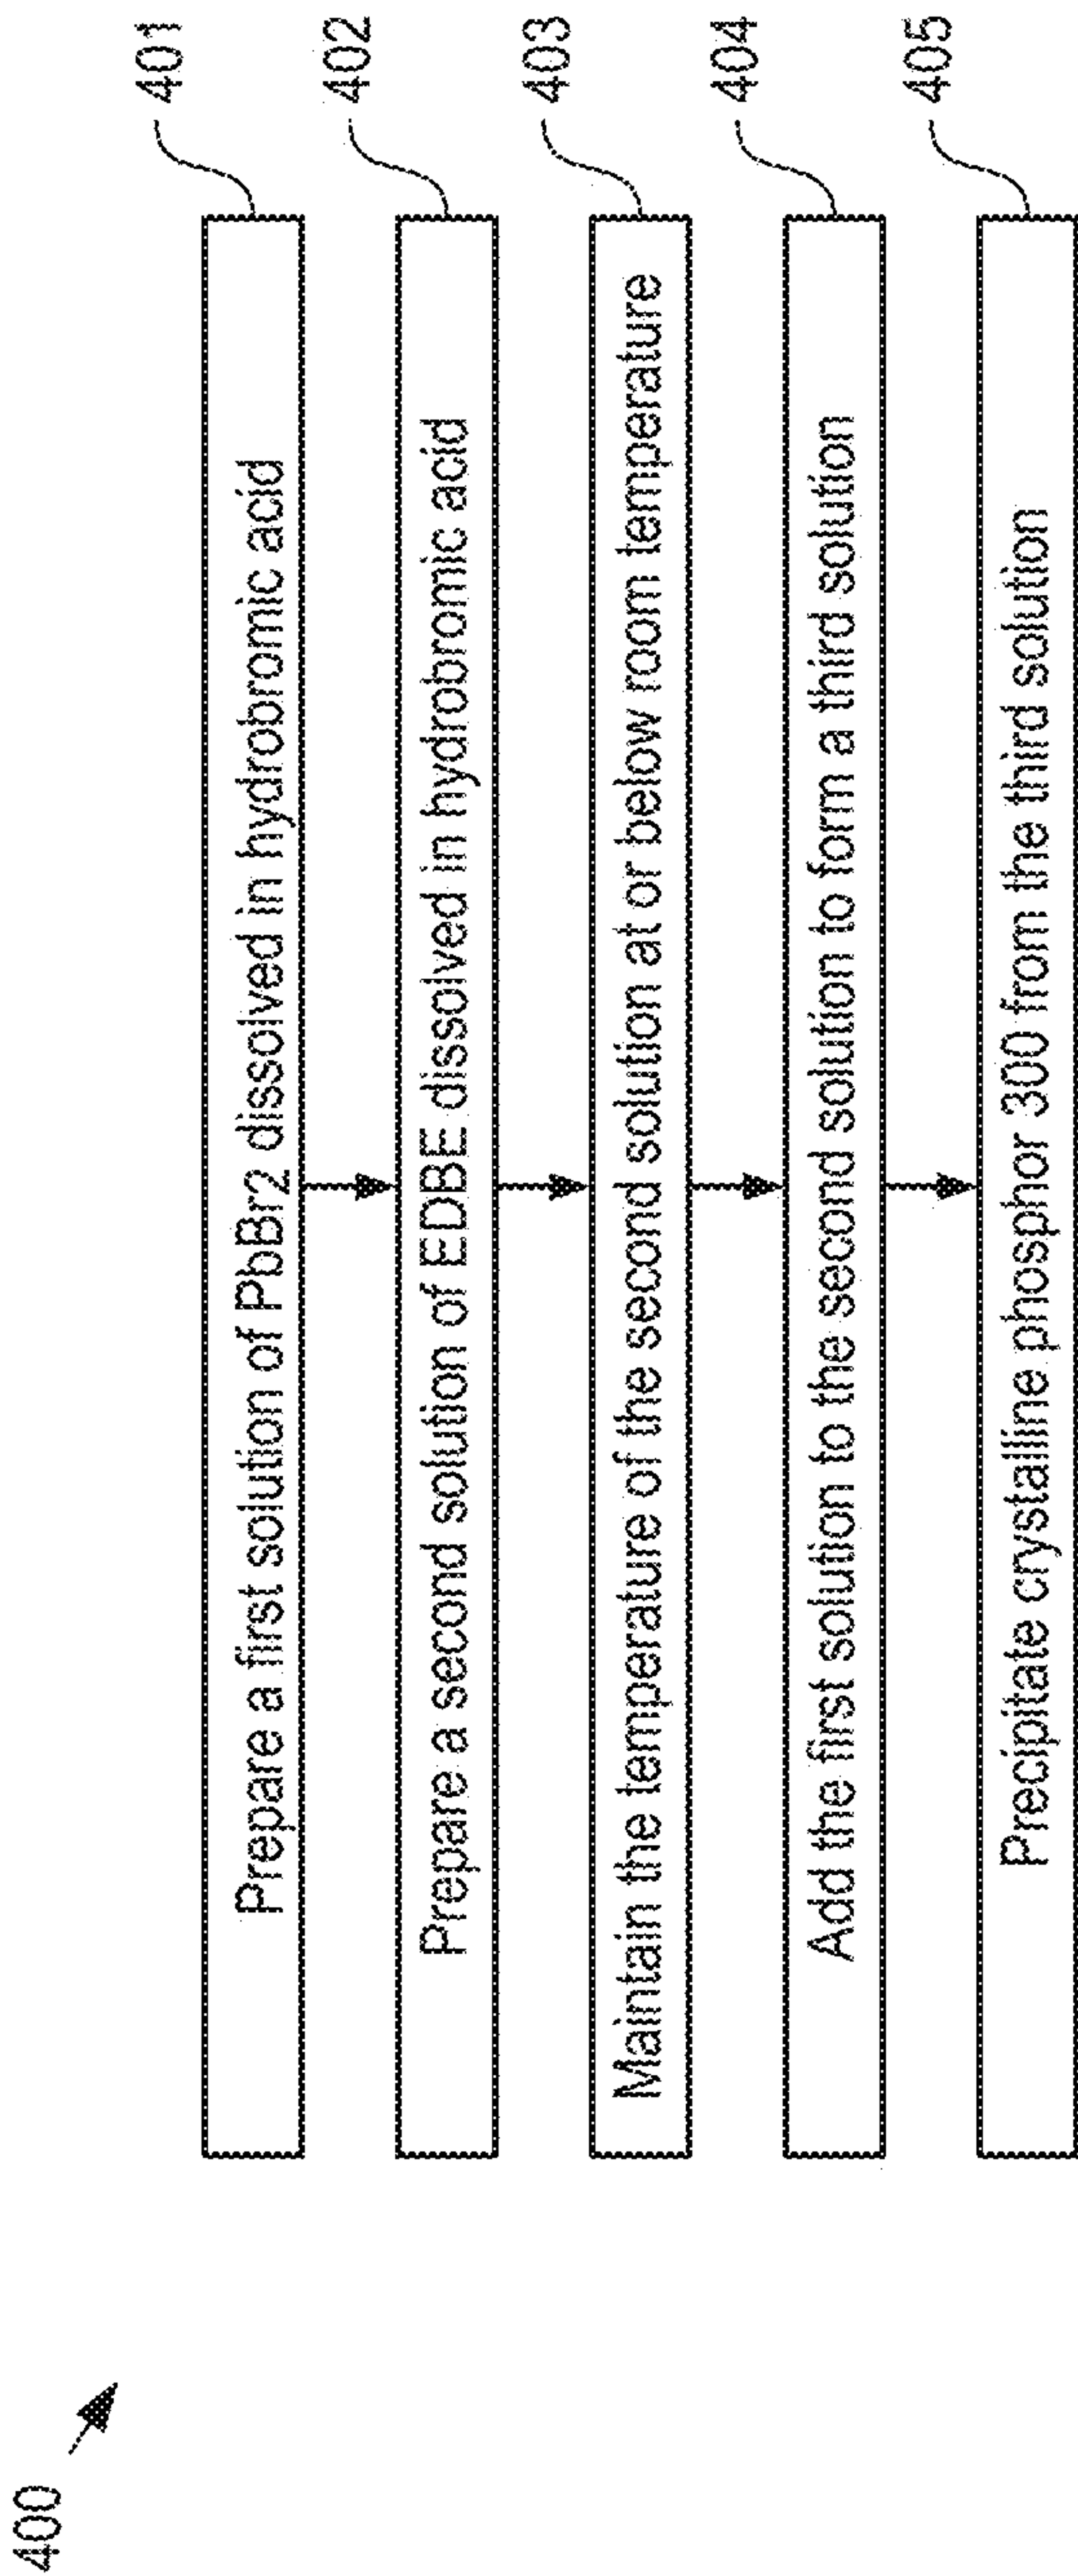 400
Prepare a first solution of PbBr2 dissolved in hydrobromic acid
401
Prepare a second solution of EDBE dissolved in hydrobromic acid
402
Maintain the temperature of the second solution at or below room temperature
403
Add the first solution to the second solution to form a third solution
404
Precipitate crystalline phosphor 300 from the third solution
405